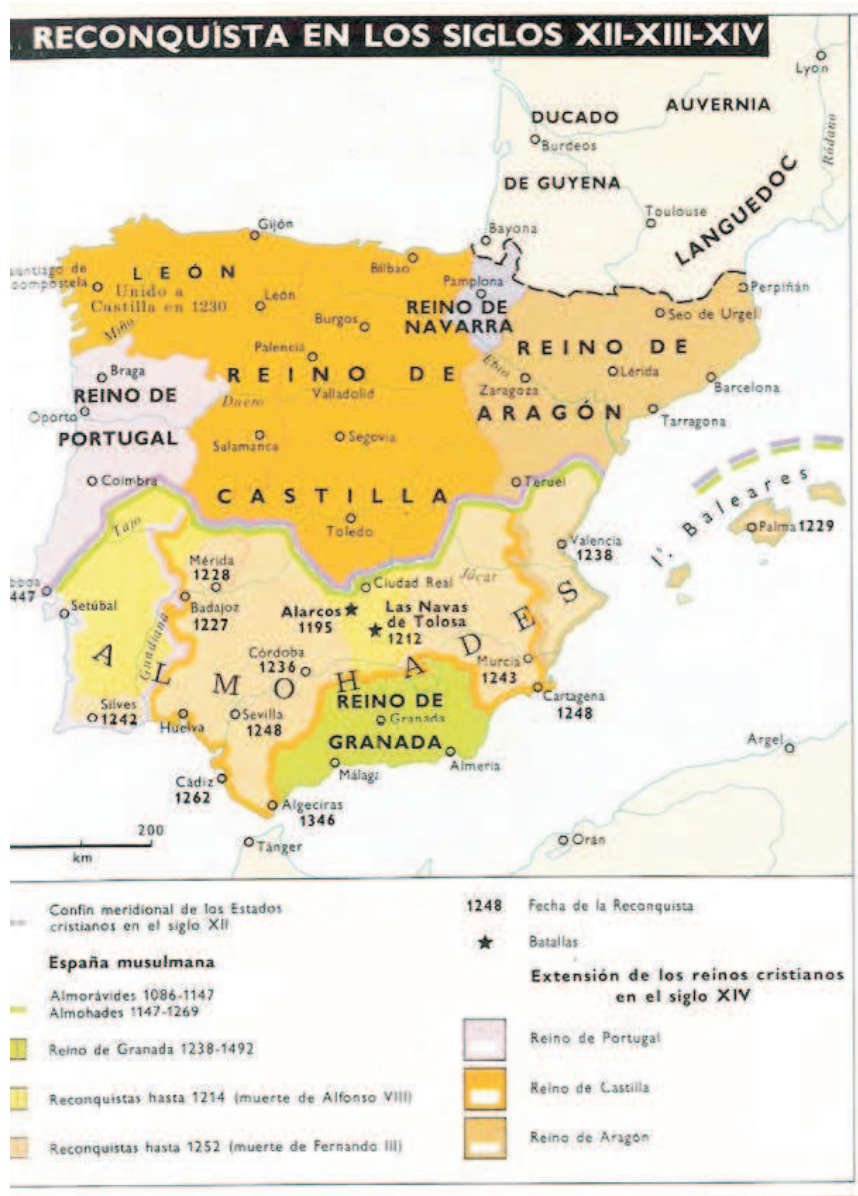 RECONQUISTA EN LOS SIGLOS XII-XIII-XIV
Lyon
AUVERNIA
DUCADO
Burdeos
Ródano
DE GUYENA
LANGUEDOC
Toulouse
Gijón
Bayona
Bilbao
LEÓN
de
Unido a
Castilla en 1230
León
Pamplona
Perpiñán
REINO DE
NAVARRA
Burgos
Seo de Urgel
Miño
Palencia
REINO DE
Ebro
Braga
REINO DE
Lérida
Zaragoza
Barcelona
REINO DE
Valladolid
Duero
Oporto
ARAGÓN
Tarragona
PORTUGAL
Salamanca
Segovia
Coimbra
CASTILLA
Teruel
Is. Baleares
Tajo
Toledo
Palma 1229
Valencia
1238
Mérida
1228
Ciudad Real
Júcar
447
Setúbal
Badajoz
1227
Alarcos
1195
Las Navas
de Tolosa
1212
ALMOHADES
Guadiana
Córdoba
1236
Murcia
1243
Silves
1242
Huelva
Sevilla
1248
REINO DE
Granada
GRANADA
Cartagena
1248
Argel
Málaga
Almería
Cádiz
1262
Algeciras
1346
200
km
Tánger
Orán
Confin meridional de los Estados
cristianos en el siglo XII
España musulmana
Almorávides 1086-1147
Almohades 1147-1269
Reino de Granada 1238-1492
Reconquistas hasta 1214 (muerte de Alfonso VIII)
Reconquistas hasta 1252 (muerte de Fernando III)
1248 Fecha de la Reconquista
Batallas
Extensión de los reinos cristianos
en el siglo XIV
Reino de Portugal
Reino de Castilla
Reino de Aragón